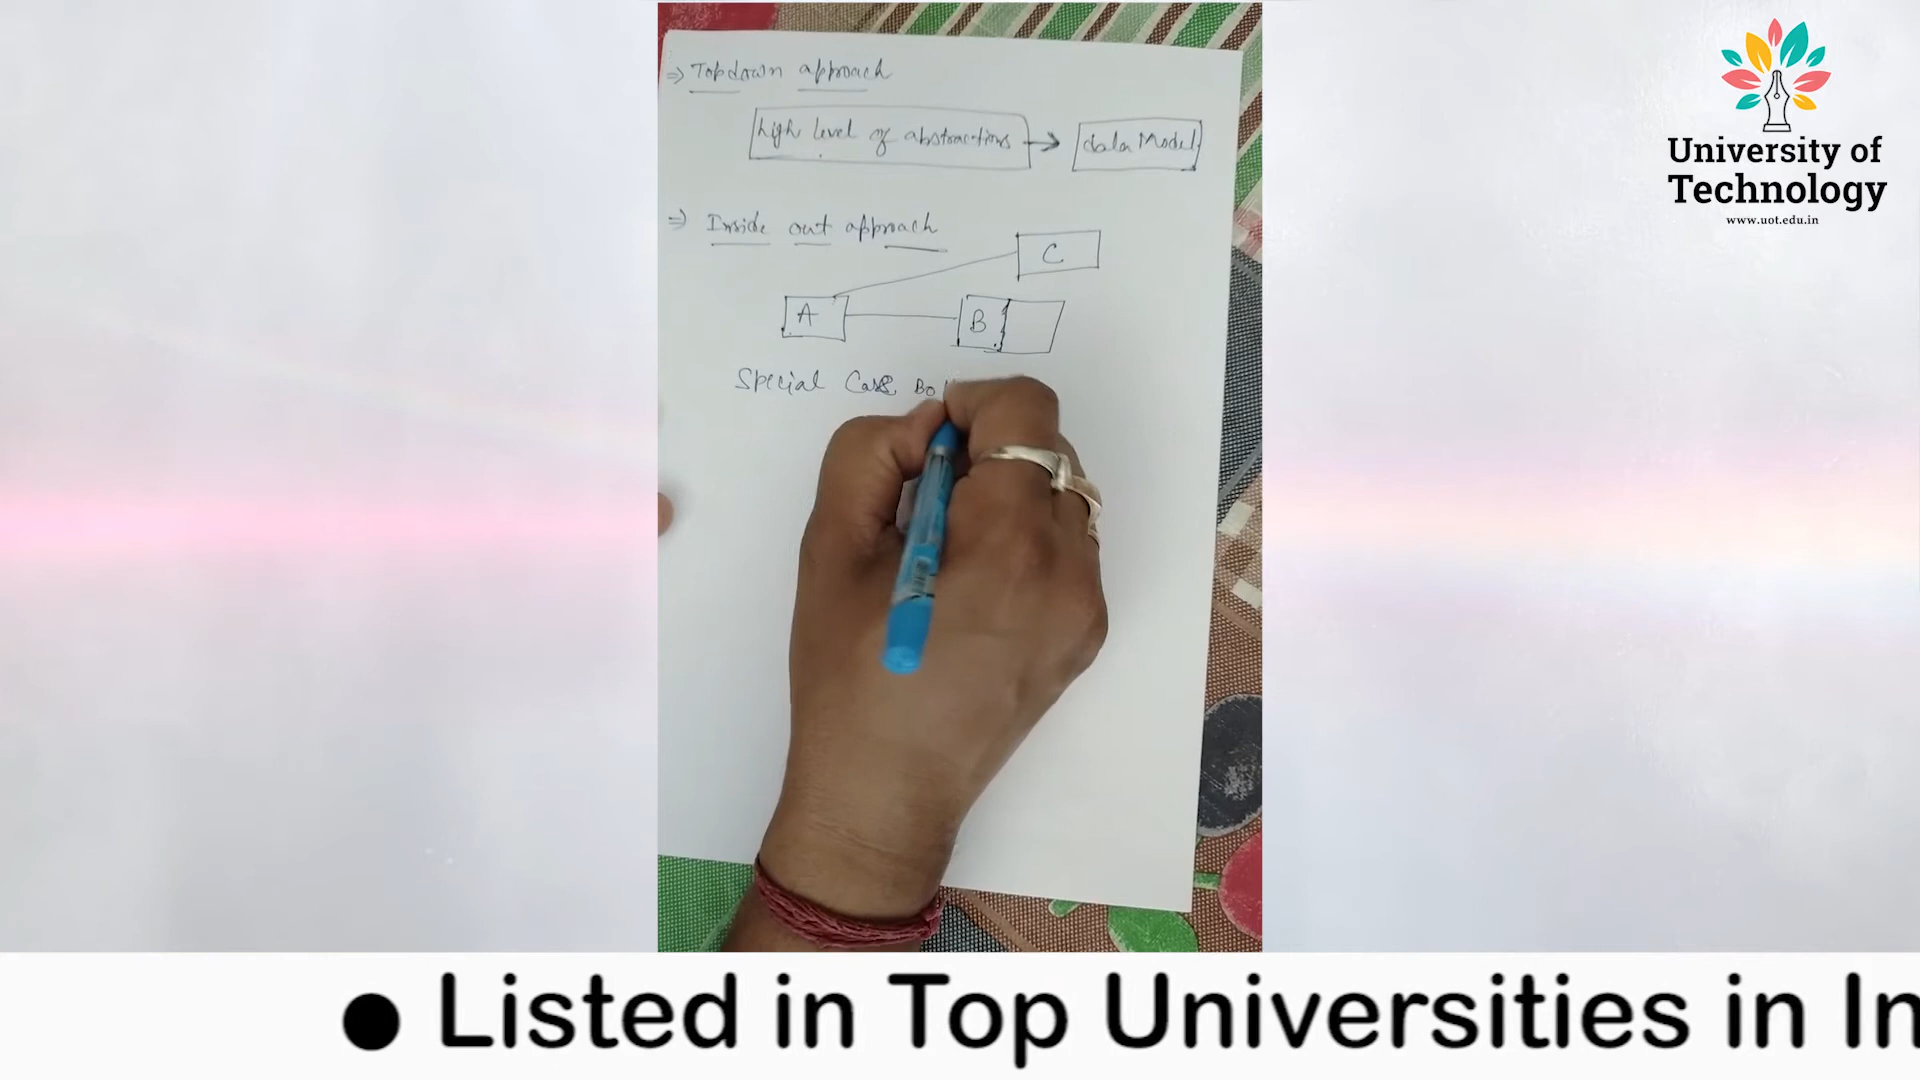 ⇒ Topdown approach
high level of abstractions → data Model
⇒ Inside out approach
C
A
B
Special Case Bo
University of
Technology
www.uot.edu.in
● Listed in Top Universities in In